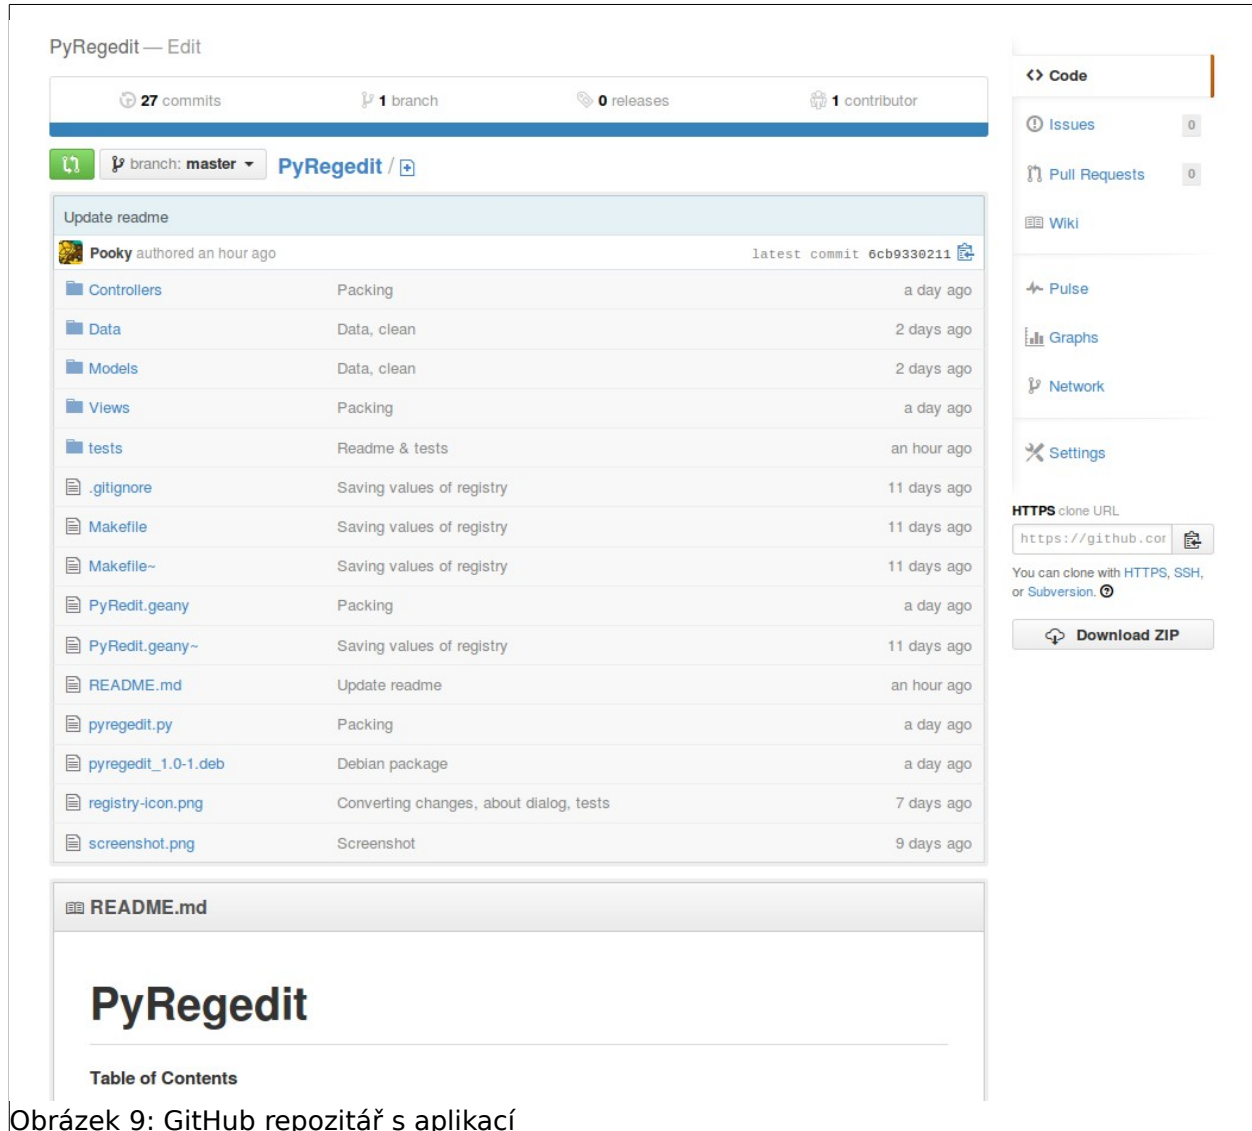 PyRegedit — Edit
27 commits 1 branch 0 releases 1 contributor
branch: master PyRegedit /
Update readme
Pooky authored an hour ago latest commit 6cb9330211
Controllers Packing a day ago
Data Data, clean 2 days ago
Models Data, clean 2 days ago
Views Packing a day ago
tests Readme & tests an hour ago
.gitignore Saving values of registry 11 days ago
Makefile Saving values of registry 11 days ago
Makefile~ Saving values of registry 11 days ago
PyRedit.geany Packing a day ago
PyRedit.geany~ Saving values of registry 11 days ago
README.md Update readme an hour ago
pyregedit.py Packing a day ago
pyregedit_1.0-1.deb Debian package a day ago
registry-icon.png Converting changes, about dialog, tests 7 days ago
screenshot.png Screenshot 9 days ago
README.md
PyRegedit
Table of Contents
Code
Issues 0
Pull Requests 0
Wiki
Pulse
Graphs
Network
Settings
HTTPS clone URL
https://github.cor
You can clone with HTTPS, SSH,
or Subversion.
Download ZIP
Obrázek 9: GitHub repozitář s aplikací